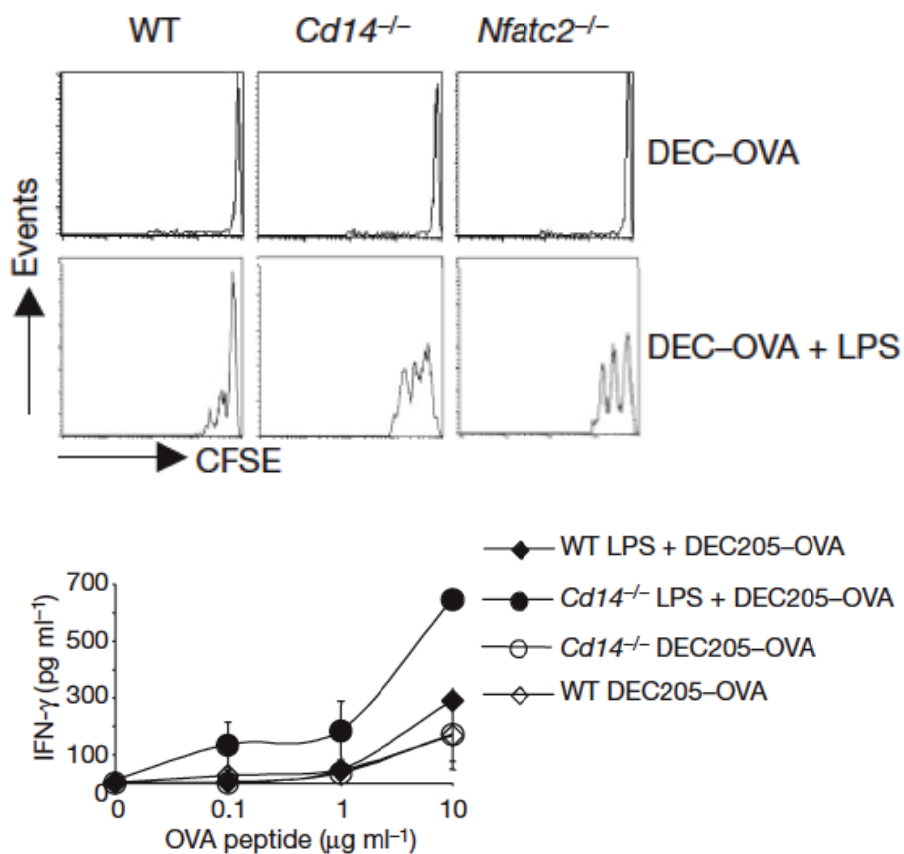 WT Cd14–/– Nfatc2–/–
DEC–OVA
Events
DEC–OVA + LPS
CFSE
WT LPS + DEC205–OVA
Cd14–/– LPS + DEC205–OVA
Cd14–/– DEC205–OVA
WT DEC205–OVA
IFN-γ (pg ml–1)
700
500
300
100
0
0 0.1 1 10
OVA peptide (μg ml–1)